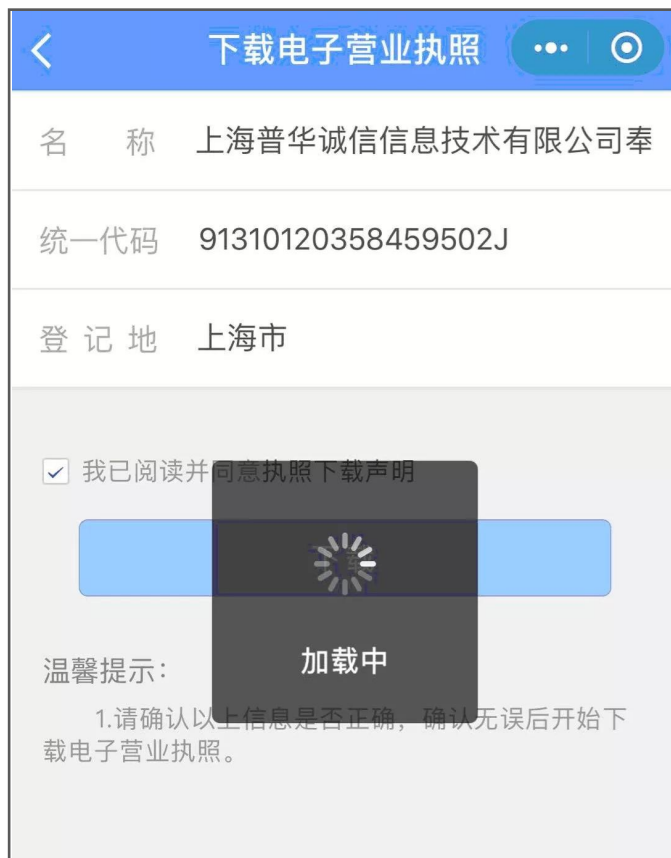 下载电子营业执照
名 称 上海普华诚信信息技术有限公司奉
统一代码 91310120358459502J
登 记 地 上海市
我已阅读并同意执照下载声明
下载
加载中
温馨提示:
1.请确认以上信息是否正确，确认无误后开始下
载电子营业执照。